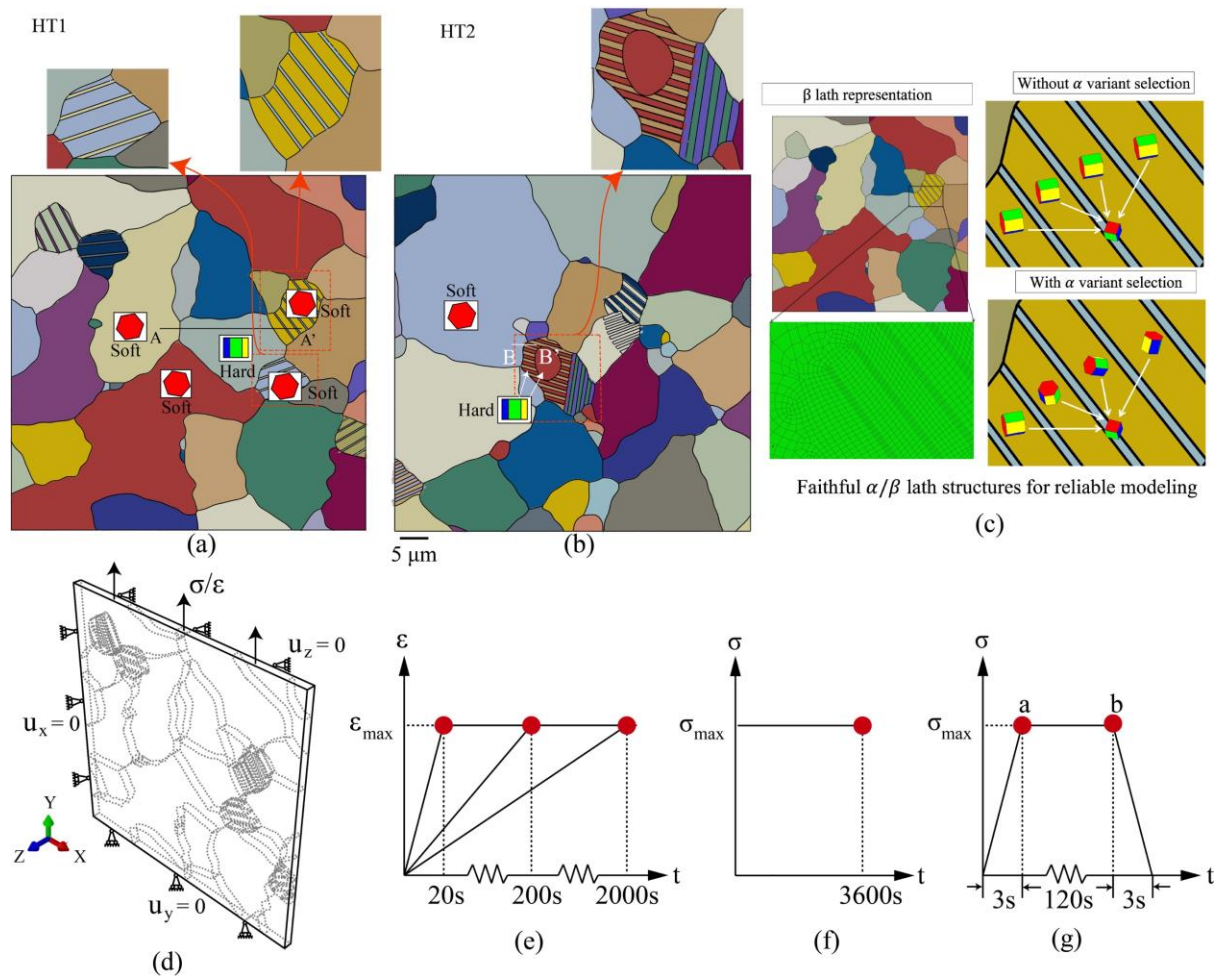 HT1
HT2
β lath representation
Without α variant selection
With α variant selection
Soft
A
Soft
A'
Hard
Soft
Soft
Soft
B
B'
Hard
Faithful α/β lath structures for reliable modeling
(a)
(b)
5 μm
(c)
σ/ε
u_z = 0
u_x = 0
u_y = 0
Y
Z
X
(d)
ε
ε_max
20s
200s
2000s
t
(e)
σ
σ_max
3600s
t
(f)
σ
a
b
σ_max
3s
120s
3s
t
(g)